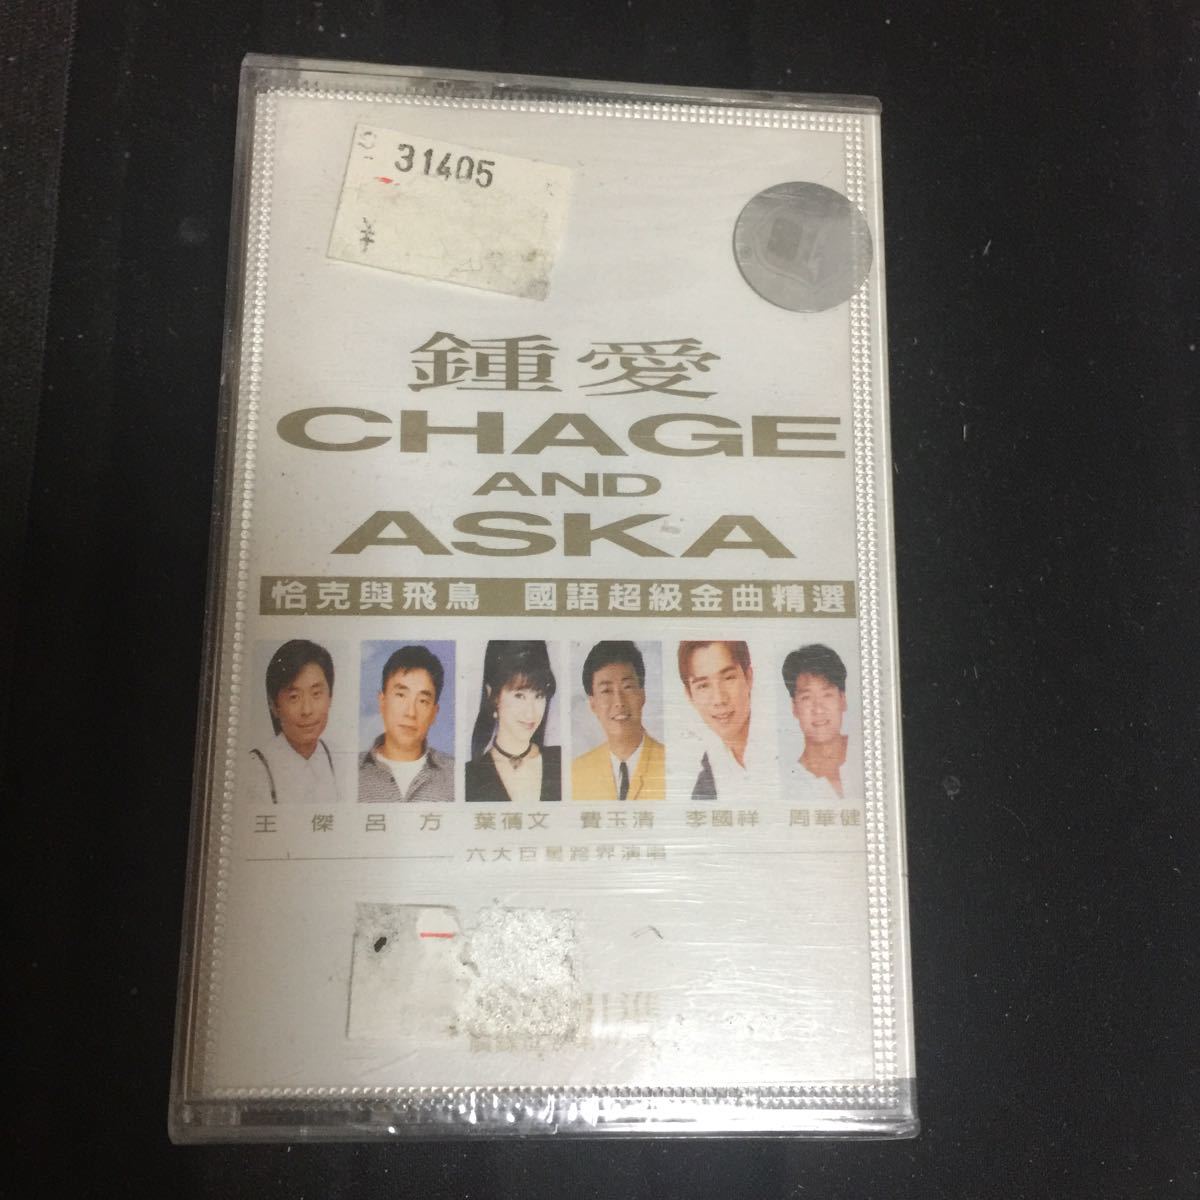 31405
¥
鍾愛
CHAGE
AND
ASKA
恰克與飛鳥 國語超級金曲精選
王傑 呂方 葉蒨文 費玉清 李國祥 周華健
六大巨星跨界演唱